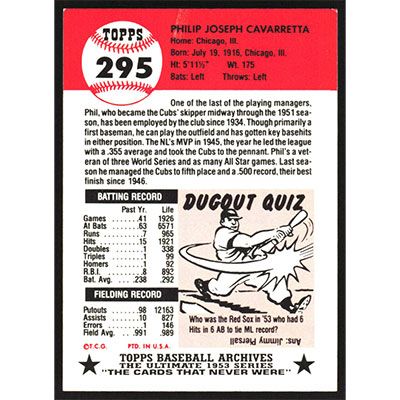 TOPPS
295
PHILIP JOSEPH CAVARRETTA
Home: Chicago, Ill.
Born: July 19, 1916, Chicago, Ill.
Ht: 5'11½" Wt: 175
Bats: Left Throws: Left
One of the last of the playing managers,
Phil, who became the Cubs' skipper midway through the 1951 sea-
son, has been employed by the club since 1934. Though primarily a
first baseman, he can play the outfield and has gotten key basehits
in either position. The NL's MVP in 1945, the year he led the league
with a .355 average and took the Cubs to the pennant. Phil's a veter-
an of three World Series and as many All Star games. Last season
he managed the Cubs to fifth place and a .500 record, their best
finish since 1946.
BATTING RECORD
Past Yr. Life
Games 41 1926
At Bats .63 6571
Runs .7 965
Hits 15 1921
Doubles .1 338
Triples .1 99
Homers .1 92
R.B.I. .8 892
Bat. Avg. .238 .292
FIELDING RECORD
Putouts .98 12163
Assists .10 827
Errors .1 146
Field Avg. .991 .989
©T.C.G. PTD. IN U.S.A.
DUGOUT QUIZ
Who was the Red Sox in '53 who had 6
Hits in 6 AB to tie ML record?
Ans: Jimmy Piersall
TOPPS BASEBALL ARCHIVES
THE ULTIMATE 1953 SERIES
"THE CARDS THAT NEVER WERE"